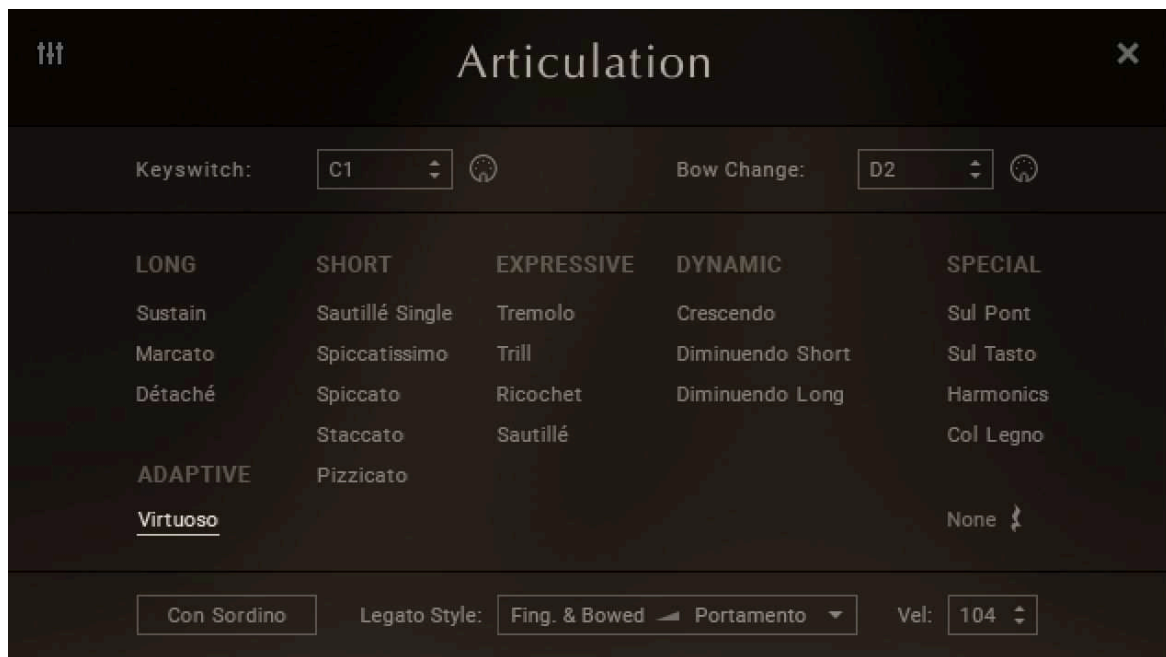 Articulation
Keyswitch: C1 Bow Change: D2
LONG SHORT EXPRESSIVE DYNAMIC SPECIAL
Sustain Sautillé Single Tremolo Crescendo Sul Pont
Marcato Spiccatissimo Trill Diminuendo Short Sul Tasto
Détaché Spiccato Ricochet Diminuendo Long Harmonics
Staccato Sautillé Col Legno
ADAPTIVE Pizzicato
Virtuoso None
Con Sordino Legato Style: Fing. & Bowed Portamento Vel: 104